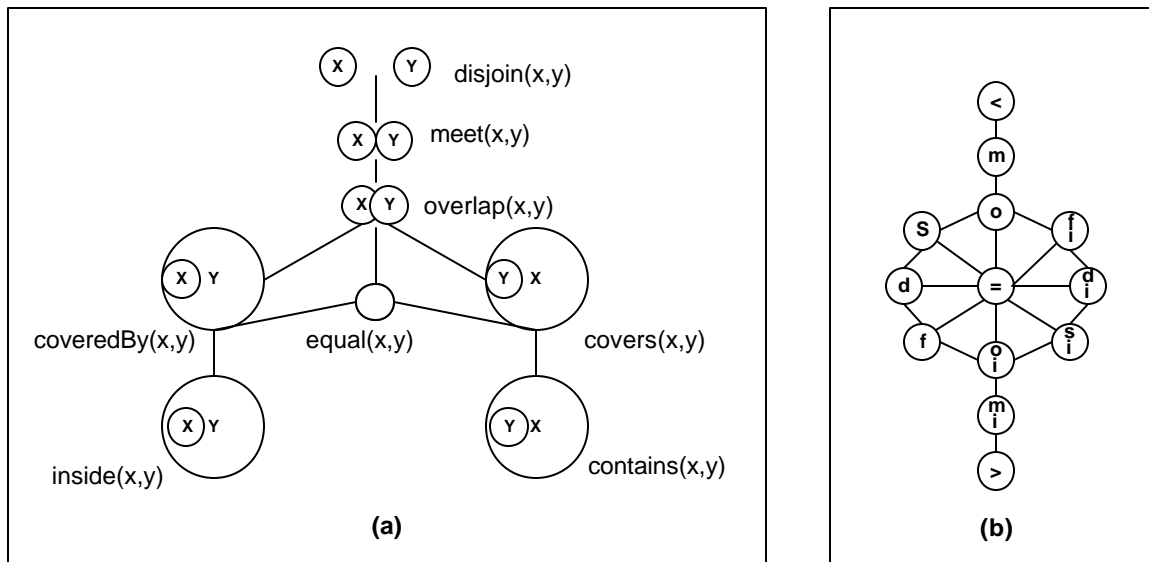 X Y disjoin(x,y)
X Y meet(x,y)
X Y overlap(x,y)
X Y
Y X
coveredBy(x,y) equal(x,y) covers(x,y)
X Y
Y X
inside(x,y) contains(x,y)
(a)
<
m
o
S
f
i
d
=
d
i
f
o
i
s
i
m
i
>
(b)